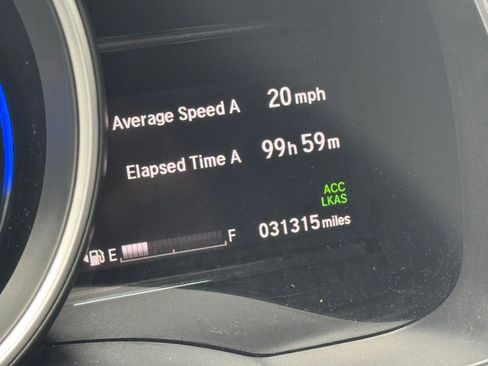 Average Speed A 20 mph
Elapsed Time A 99h 59m
ACC
LKAS
E F 031315 miles